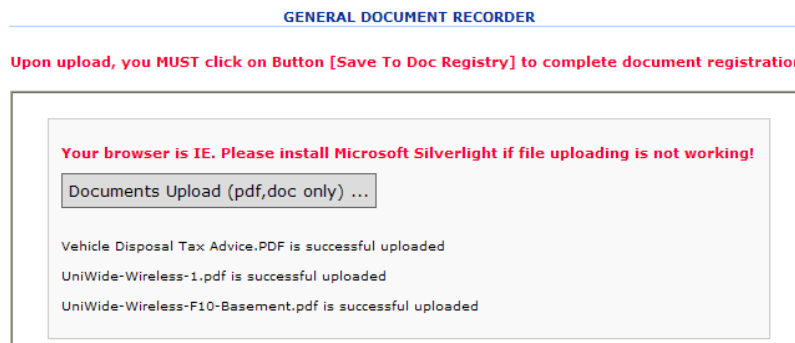 GENERAL DOCUMENT RECORDER
Upon upload, you MUST click on Button [Save To Doc Registry] to complete document registration
Your browser is IE. Please install Microsoft Silverlight if file uploading is not working!
Documents Upload (pdf,doc only) ...
Vehicle Disposal Tax Advice.PDF is successful uploaded
UniWide-Wireless-1.pdf is successful uploaded
UniWide-Wireless-F10-Basement.pdf is successful uploaded